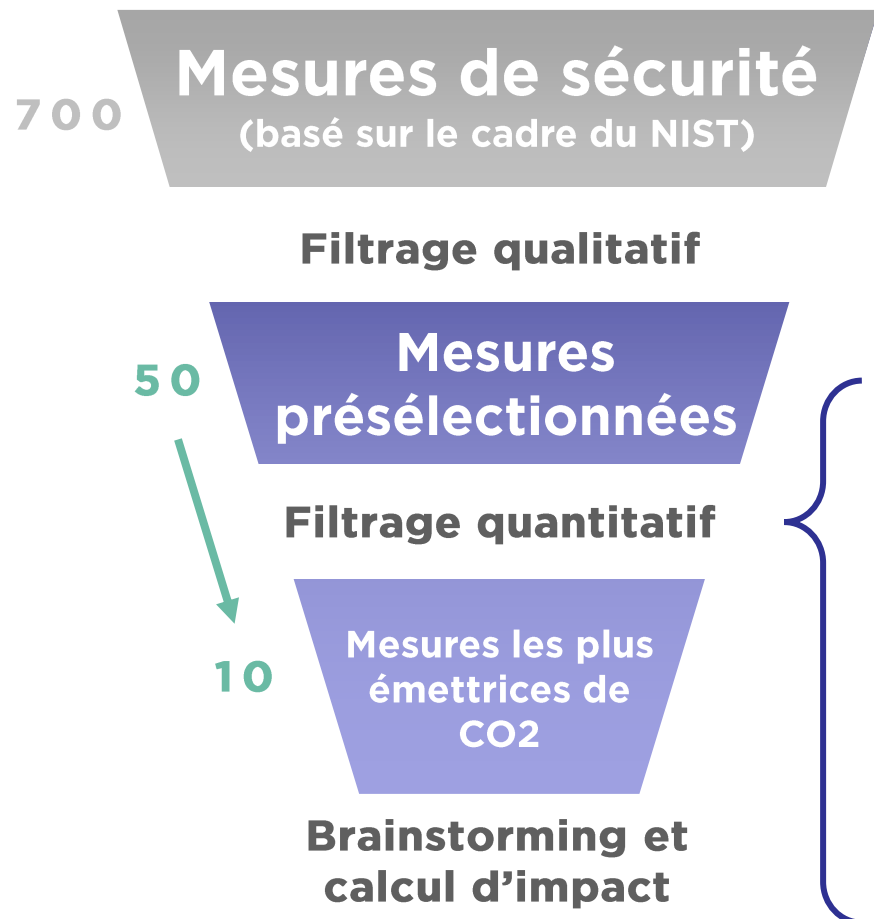 Mesures de sécurité
700
(basé sur le cadre du NIST)
Filtrage qualitatif
Mesures
50
présélectionnées
Filtrage quantitatif
Mesures les plus
10
émettrices de
CO2
Brainstorming et
calcul d'impact